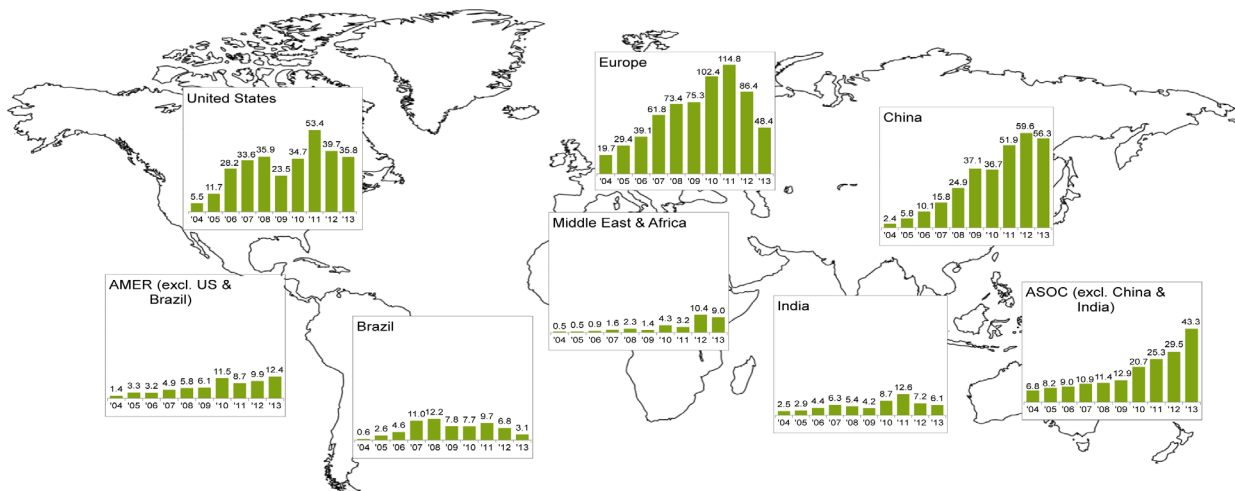 Europe
114.8
102.4
86.4
73.4 75.3
61.8
48.4
39.1
29.4
19.7
'04 '05 '06 '07 '08 '09 '10 '11 '12 '13
United States
53.4
39.7
33.6 35.9 34.7 35.8
28.2
23.5
11.7
5.5
'04 '05 '06 '07 '08 '09 '10 '11 '12 '13
China
59.6
56.3
51.9
37.1 36.7
24.9
15.8
10.1
5.8
2.4
'04 '05 '06 '07 '08 '09 '10 '11 '12 '13
Middle East & Africa
10.4 9.0
0.5 0.5 0.9 1.6 2.3 1.4 4.3 3.2
'04 '05 '06 '07 '08 '09 '10 '11 '12 '13
AMER (excl. US &
Brazil)
1.4 3.3 3.2 4.9 5.8 6.1 11.5 8.7 9.9 12.4
'04 '05 '06 '07 '08 '09 '10 '11 '12 '13
Brazil
0.6 2.6 4.6 11.0 12.2 7.8 7.7 9.7 6.8 3.1
'04 '05 '06 '07 '08 '09 '10 '11 '12 '13
India
2.5 2.9 4.4 6.3 5.4 4.2 8.7 12.6 7.2 6.1
'04 '05 '06 '07 '08 '09 '10 '11 '12 '13
ASOC (excl. China &
India)
43.3
29.5
25.3
20.7
6.8 8.2 9.0 10.9 11.4 12.9
'04 '05 '06 '07 '08 '09 '10 '11 '12 '13